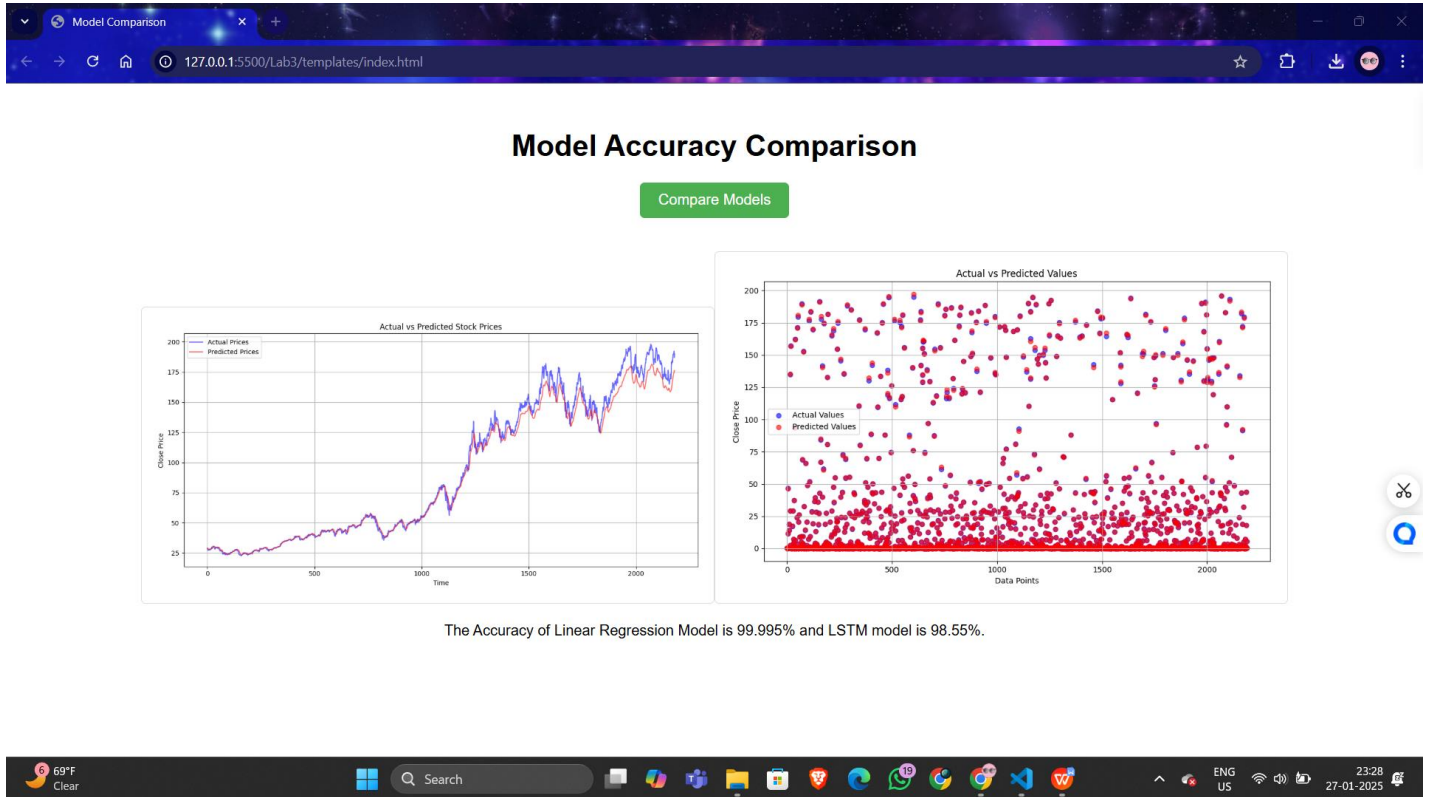 Model Comparison
127.0.0.1:5500/Lab3/templates/index.html
Model Accuracy Comparison
Compare Models
Actual vs Predicted Stock Prices
Actual Prices
Predicted Prices
Close Price
200
175
150
125
100
75
50
25
0
500
1000
1500
2000
Time
Actual vs Predicted Values
Actual Values
Predicted Values
Close Price
200
175
150
125
100
75
50
25
0
0
500
1000
1500
2000
Data Points
The Accuracy of Linear Regression Model is 99.995% and LSTM model is 98.55%.
6
69°F
Clear
Search
19
ENG
US
23:28
27-01-2025